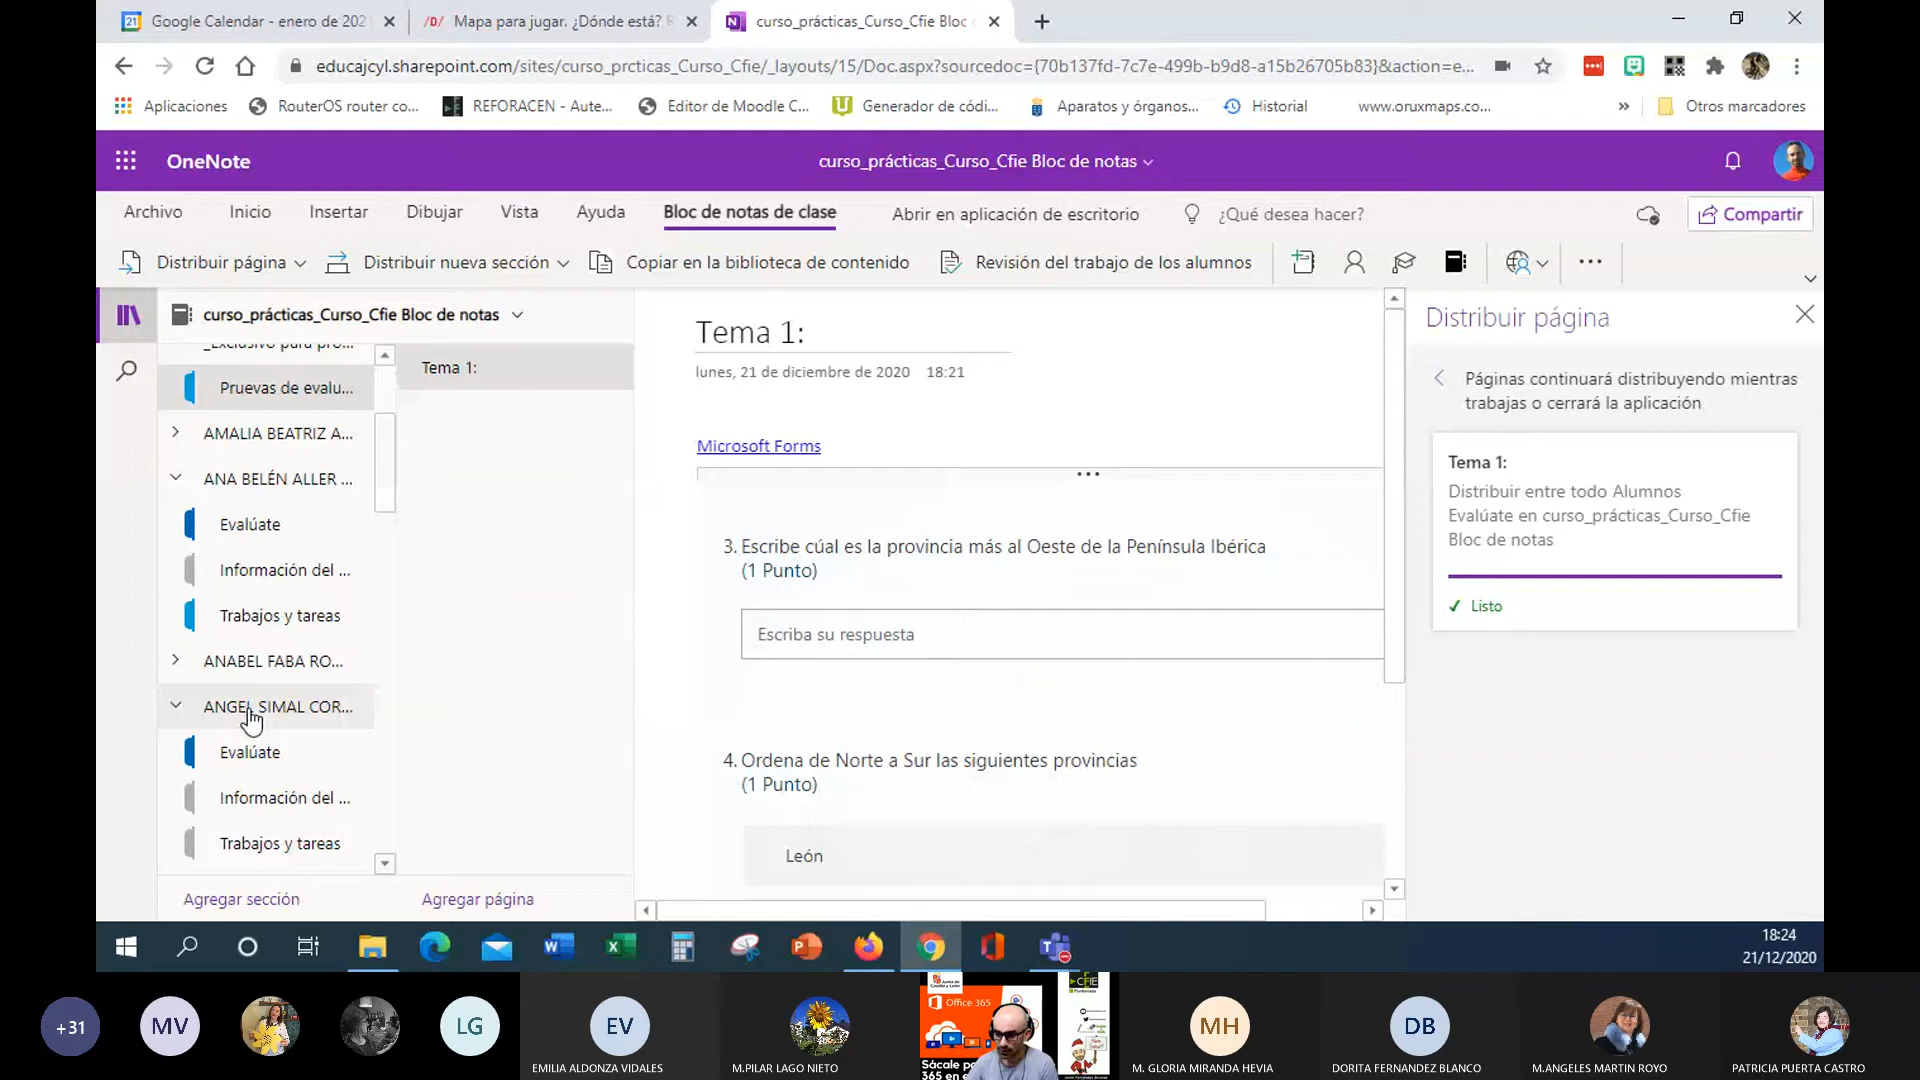 Google Calendar - enero de 202
Mapa para jugar. ¿Dónde está? R
curso_prácticas_Curso_Cfie Bloc
educajcyl.sharepoint.com/sites/curso_prcticas_Curso_Cfie/_layouts/15/Doc.aspx?sourcedoc={70b137fd-7c7e-499b-b9d8-a15b26705b83}&action=e...
Aplicaciones
RouterOS router co...
REFORACEN - Aute...
Editor de Moodle C...
Generador de códi...
Aparatos y órganos...
Historial
www.oruxmaps.co...
»
Otros marcadores
OneNote
curso_prácticas_Curso_Cfie Bloc de notas
Archivo
Inicio
Insertar
Dibujar
Vista
Ayuda
Bloc de notas de clase
Abrir en aplicación de escritorio
¿Qué desea hacer?
Compartir
Distribuir página
Distribuir nueva sección
Copiar en la biblioteca de contenido
Revisión del trabajo de los alumnos
curso_prácticas_Curso_Cfie Bloc de notas
_Exclusivo para pro...
Pruevas de evalu...
AMALIA BEATRIZ A...
ANA BELÉN ALLER ...
Evalúate
Información del ...
Trabajos y tareas
ANABEL FABA RO...
ANGEL SIMAL COR...
Evalúate
Información del ...
Trabajos y tareas
Agregar sección
Tema 1:
Agregar página
Tema 1:
lunes, 21 de diciembre de 2020 18:21
Microsoft Forms
3. Escribe cúal es la provincia más al Oeste de la Península Ibérica
(1 Punto)
Escriba su respuesta
4. Ordena de Norte a Sur las siguientes provincias
(1 Punto)
León
Distribuir página
Páginas continuará distribuyendo mientras
trabajas o cerrará la aplicación
Tema 1:
Distribuir entre todo Alumnos
Evalúate en curso_prácticas_Curso_Cfie
Bloc de notas
Listo
18:24
21/12/2020
+31
MV
LG
EV
EMILIA ALDONZA VIDALES
M.PILAR LAGO NIETO
Office 365
CFIE
Sácale p
365 en e
MH
M. GLORIA MIRANDA HEVIA
DB
DORITA FERNANDEZ BLANCO
M.ANGELES MARTIN ROYO
PATRICIA PUERTA CASTRO